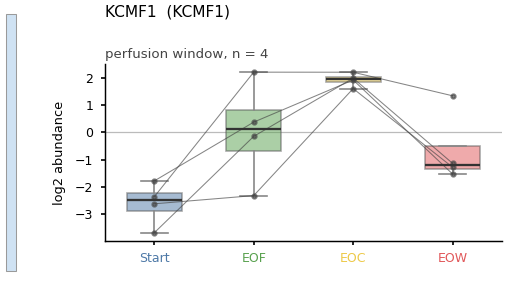 KCMF1  (KCMF1)
perfusion window, n = 4
log2 abundance
2
1
0
−1
−2
−3
Start
EOF
EOC
EOW